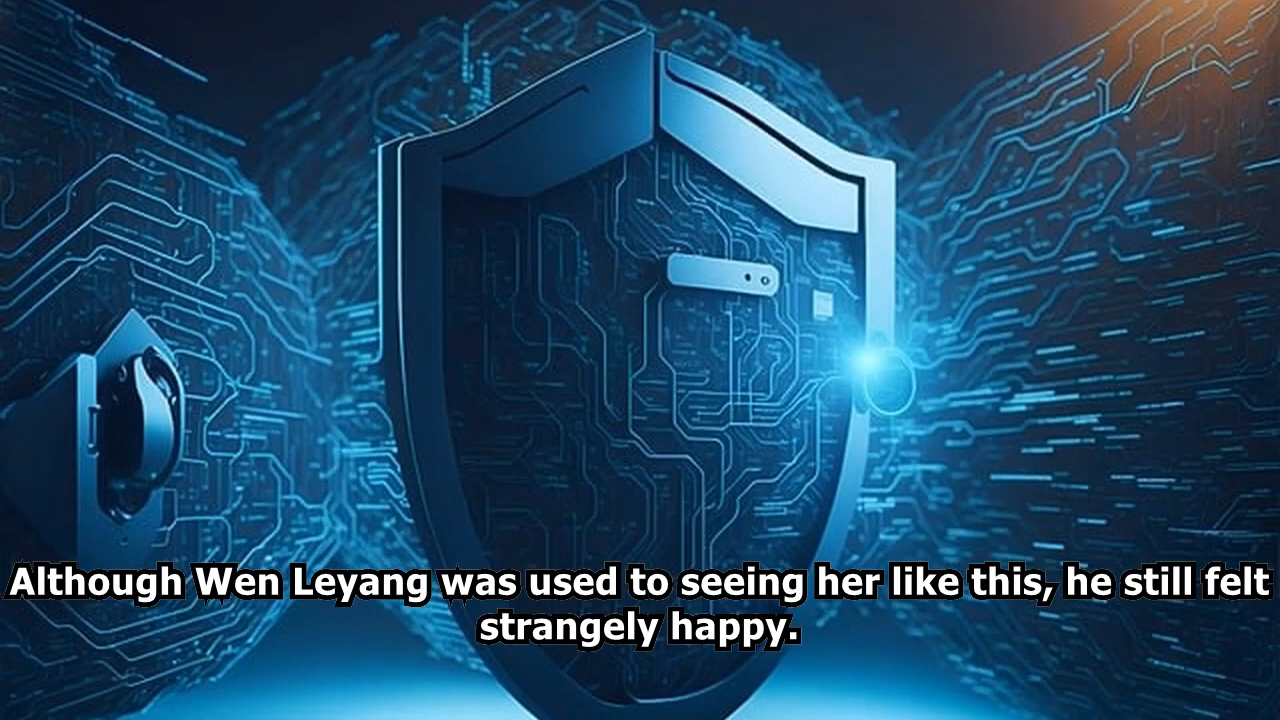 Although Wen Leyang was used to seeing her like this, he still felt
strangely happy.